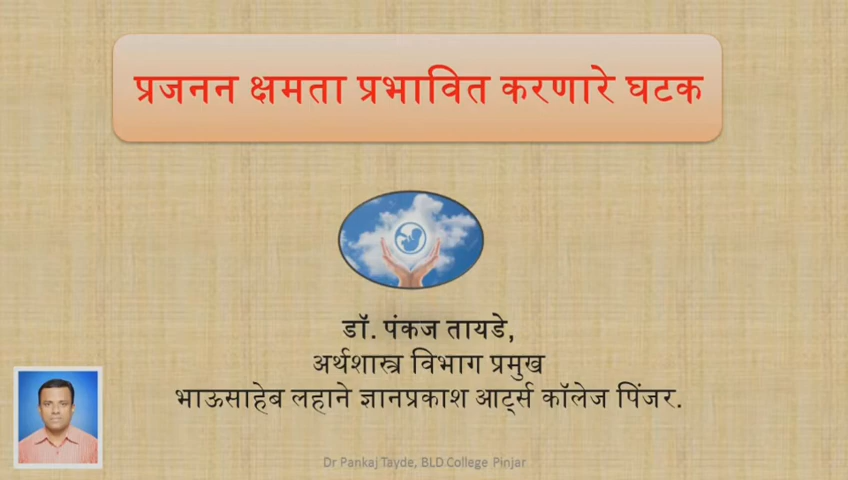 प्रजनन क्षमता प्रभावित करणारे घटक
डॉ. पंकज तायडे,
अर्थशास्त्र विभाग प्रमुख
भाऊसाहेब लहाने ज्ञानप्रकाश आर्ट्स कॉलेज पिंजर.
Dr Pankaj Tayde, BLD College Pinjar